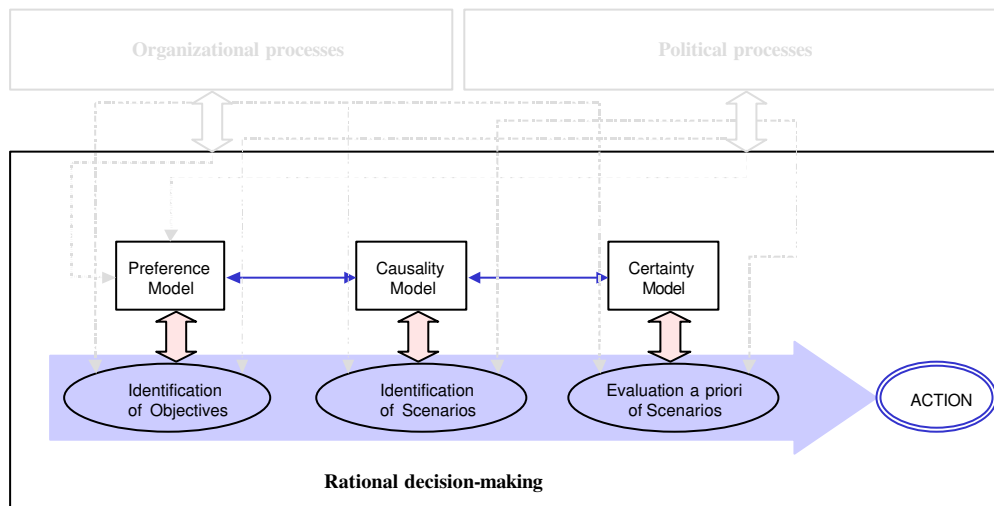 Organizational processes
Political processes
Preference
Model
Causality
Model
Certainty
Model
Identification
of Objectives
Identification
of Scenarios
Evaluation a priori
of Scenarios
ACTION
Rational decision-making